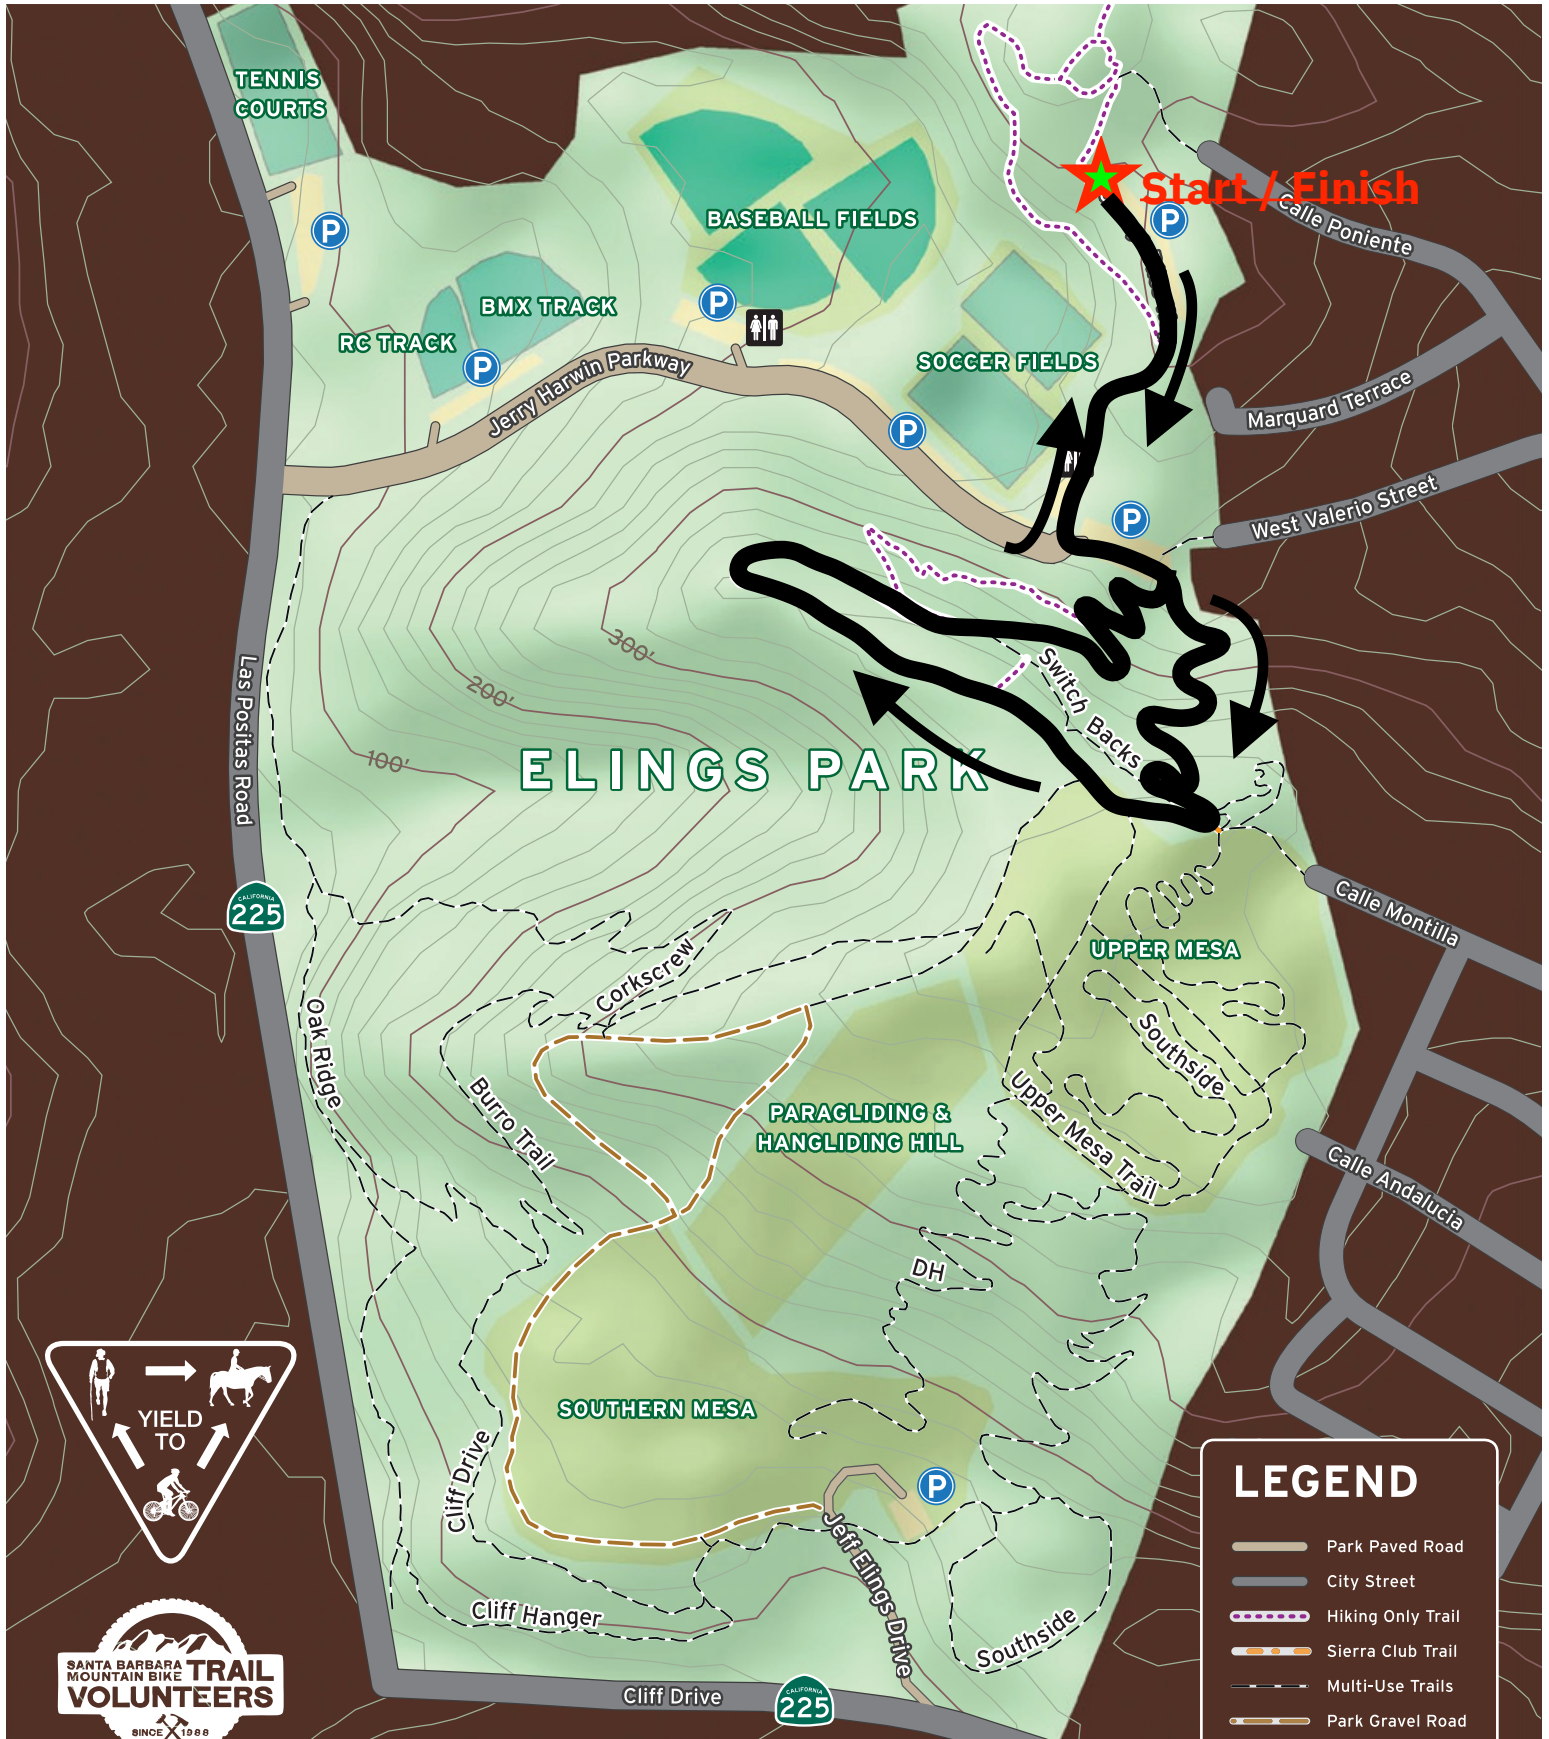 TENNIS
COURTS
P
Start / Finish
Calle Poniente
P
BASEBALL FIELDS
P
BMX TRACK
RC TRACK
P
Jerry Harwin Parkway
SOCCER FIELDS
P
Marquard Terrace
West Valerio Street
P
P
300'
200'
100'
Switch Backs
Las Positas Road
ELINGS PARK
CALIFORNIA
225
Calle Montilla
UPPER MESA
Corkscrew
Oak Ridge
Southside
Burro Trail
Upper Mesa Trail
PARAGLIDING &
HANGLIDING HILL
Calle Andalucia
DH
YIELD
TO
SOUTHERN MESA
Cliff Drive
P
Jeff Elings Drive
Cliff Hanger
Southside
Cliff Drive
CALIFORNIA
225
SANTA BARBARA
MOUNTAIN BIKE
TRAIL
VOLUNTEERS
SINCE 1988
LEGEND
Park Paved Road
City Street
Hiking Only Trail
Sierra Club Trail
Multi-Use Trails
Park Gravel Road